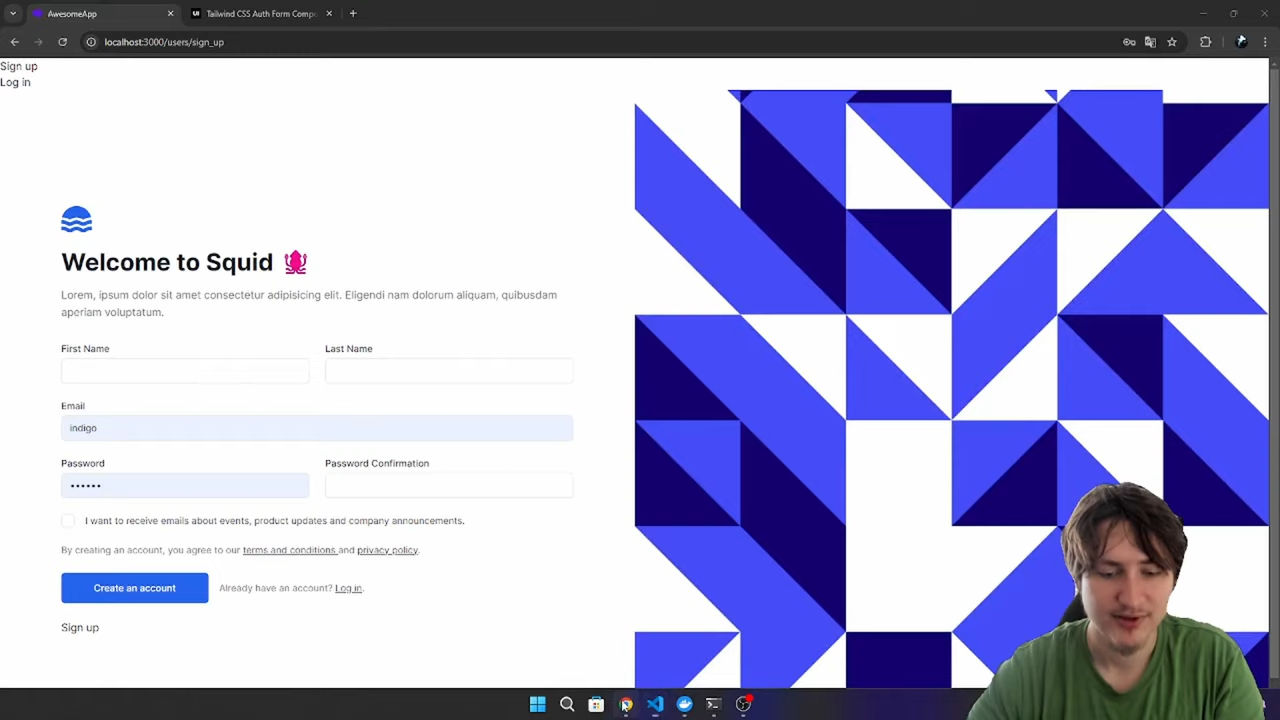 AwesomeApp
Tailwind CSS Auth Form Comp
localhost:3000/users/sign_up
Sign up
Log in
Welcome to Squid
Lorem, ipsum dolor sit amet consectetur adipisicing elit. Eligendi nam dolorum aliquam, quibusdam
aperiam voluptatum.
First Name Last Name
Email
indigo
Password Password Confirmation
I want to receive emails about events, product updates and company announcements.
By creating an account, you agree to our terms and conditions and privacy policy.
Create an account Already have an account? Log in.
Sign up